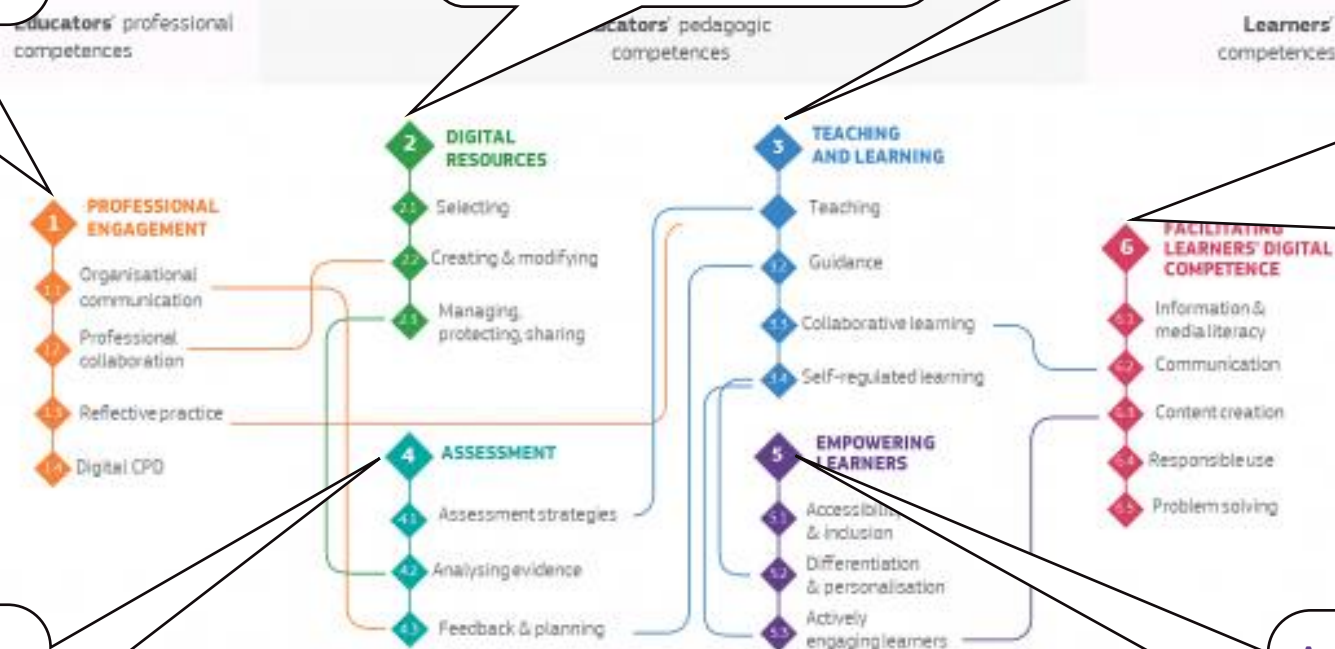 Educators' professional
competences
cators' pedagogic
competences
Learners'
competences
1
PROFESSIONAL
ENGAGEMENT
1.1
Organisational
communication
1.2
Professional
collaboration
1.3
Reflective practice
1.4
Digital CPD
2
DIGITAL
RESOURCES
2.1
Selecting
2.2
Creating & modifying
2.3
Managing,
protecting, sharing
3
TEACHING
AND LEARNING
Teaching
3.2
Guidance
3.3
Collaborative learning
3.4
Self-regulated learning
4
ASSESSMENT
4.1
Assessment strategies
4.2
Analysing evidence
4.3
Feedback & planning
5
EMPOWERING
LEARNERS
5.1
Accessibility
& inclusion
5.2
Differentiation
& personalisation
5.3
Actively
engaging learners
6
FACILITATING
LEARNERS' DIGITAL
COMPETENCE
6.1
Information &
media literacy
6.2
Communication
6.3
Content creation
6.4
Responsible use
6.5
Problem solving